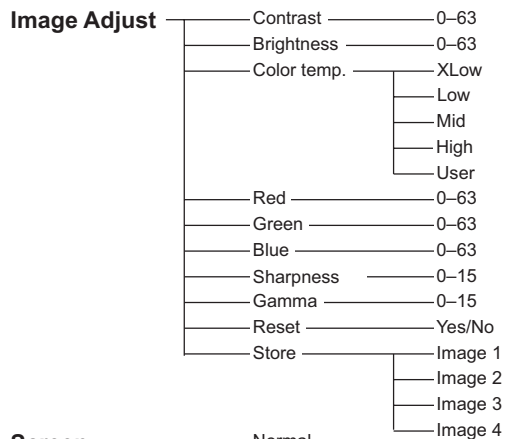 Image Adjust Contrast 0–63
Brightness 0–63
Color temp. XLow
Low
Mid
High
User
Red 0–63
Green 0–63
Blue 0–63
Sharpness 0–15
Gamma 0–15
Reset Yes/No
Store Image 1
Image 2
Image 3
Image 4